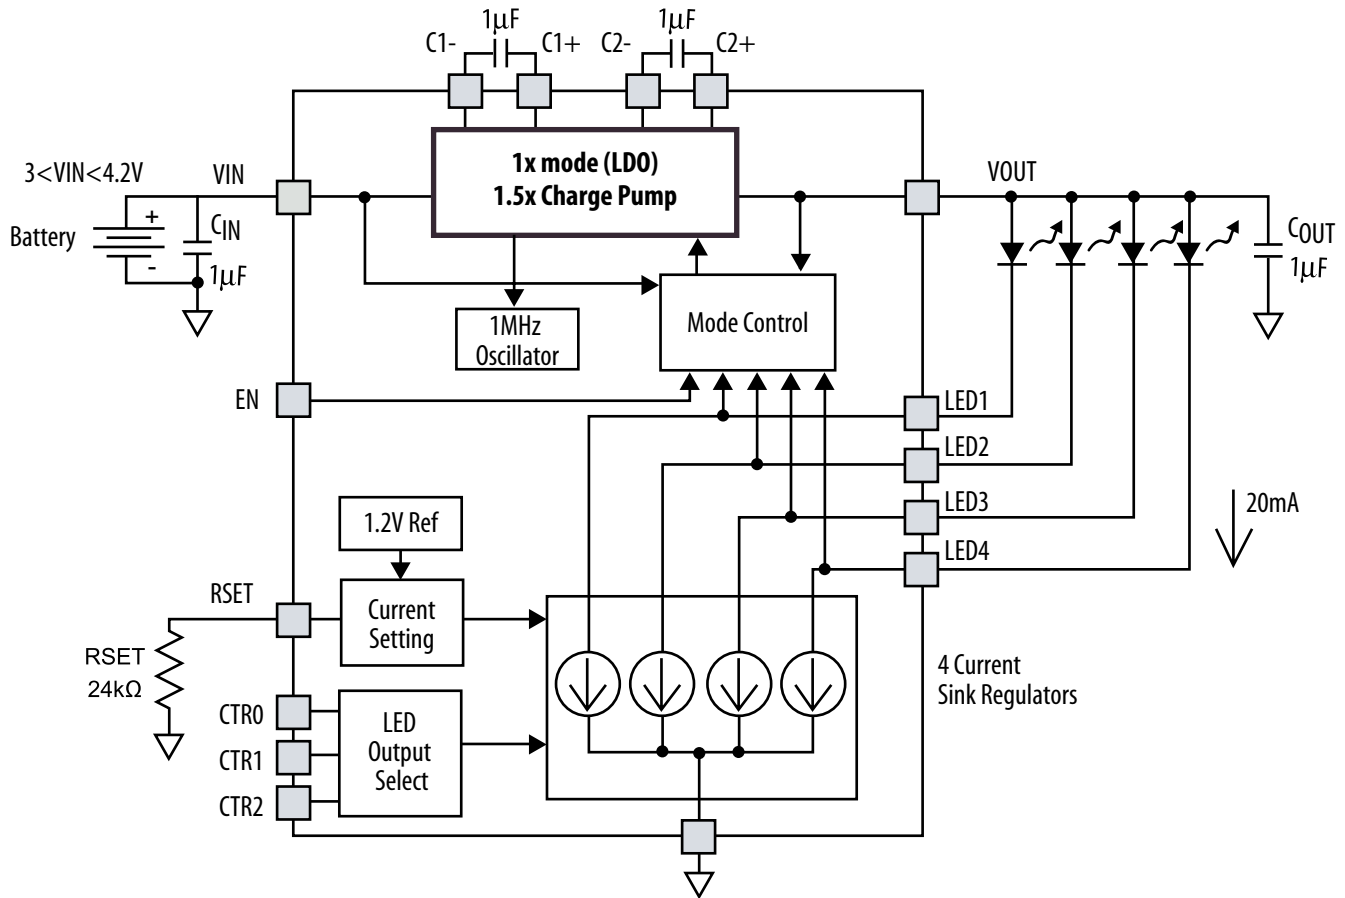 1μF
1μF
C1-
C1+
C2-
C2+
1x mode (LDO)
1.5x Charge Pump
3<VIN<4.2V
VIN
VOUT
Battery
+
-
CIN
1μF
COUT
1μF
1MHz
Oscillator
Mode Control
EN
LED1
LED2
LED3
LED4
20mA
1.2V Ref
RSET
Current
Setting
RSET
24kΩ
4 Current
Sink Regulators
CTR0
CTR1
CTR2
LED
Output
Select